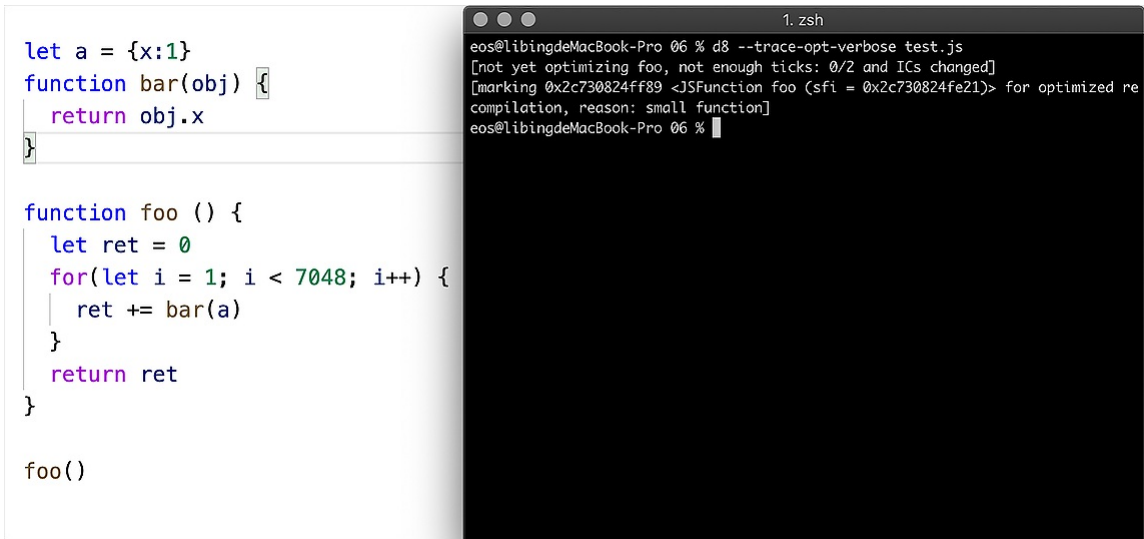 let a = {x:1}
function bar(obj) {
return obj.x
}
function foo () {
let ret = 0
for(let i = 1; i < 7048; i++) {
ret += bar(a)
}
return ret
}
foo()
1. zsh
eos@libingdeMacBook-Pro 06 % d8 --trace-opt-verbose test.js
[not yet optimizing foo, not enough ticks: 0/2 and ICs changed]
[marking 0x2c730824ff89 <JSFunction foo (sfi = 0x2c730824fe21)> for optimized re
compilation, reason: small function]
eos@libingdeMacBook-Pro 06 %